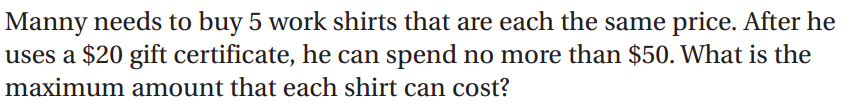 Manny needs to buy 5 work shirts that are each the same price. After he
uses a $20 gift certificate, he can spend no more than $50. What is the
maximum amount that each shirt can cost?